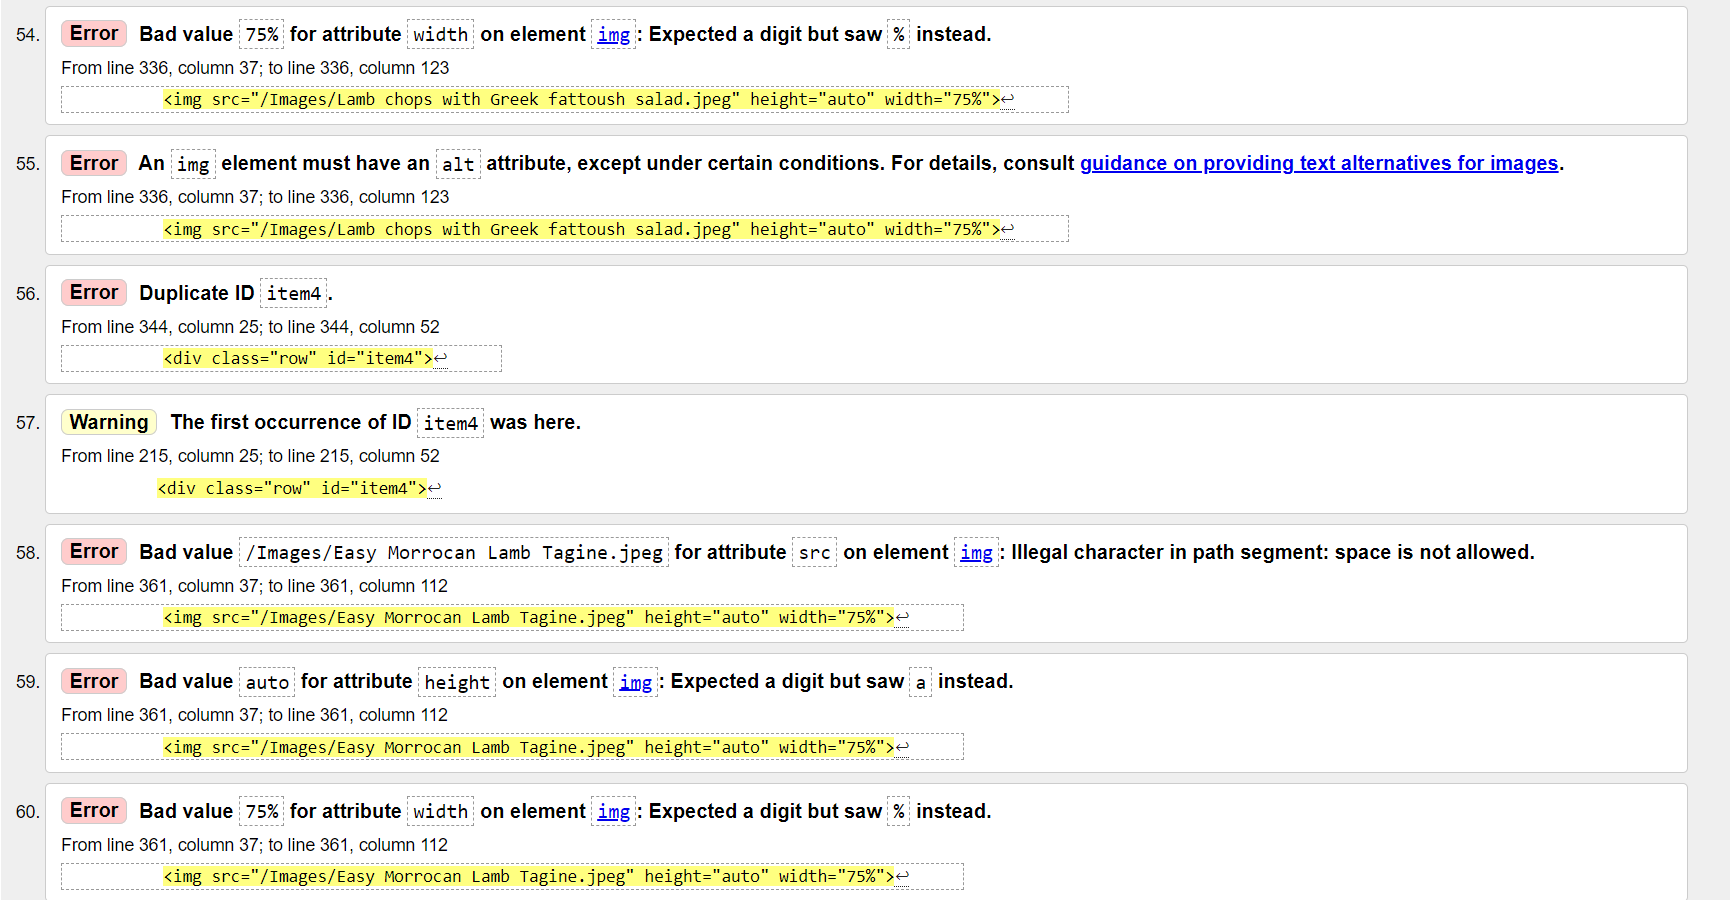 54. Error Bad value 75% for attribute width on element img: Expected a digit but saw % instead.
From line 336, column 37; to line 336, column 123
<img src="/Images/Lamb chops with Greek fattoush salad.jpeg" height="auto" width="75%">↩
55. Error An img element must have an alt attribute, except under certain conditions. For details, consult guidance on providing text alternatives for images.
From line 336, column 37; to line 336, column 123
<img src="/Images/Lamb chops with Greek fattoush salad.jpeg" height="auto" width="75%">↩
56. Error Duplicate ID item4.
From line 344, column 25; to line 344, column 52
<div class="row" id="item4">↩
57. Warning The first occurrence of ID item4 was here.
From line 215, column 25; to line 215, column 52
<div class="row" id="item4">↩
58. Error Bad value /Images/Easy Morrocan Lamb Tagine.jpeg for attribute src on element img: Illegal character in path segment: space is not allowed.
From line 361, column 37; to line 361, column 112
<img src="/Images/Easy Morrocan Lamb Tagine.jpeg" height="auto" width="75%">↩
59. Error Bad value auto for attribute height on element img: Expected a digit but saw a instead.
From line 361, column 37; to line 361, column 112
<img src="/Images/Easy Morrocan Lamb Tagine.jpeg" height="auto" width="75%">↩
60. Error Bad value 75% for attribute width on element img: Expected a digit but saw % instead.
From line 361, column 37; to line 361, column 112
<img src="/Images/Easy Morrocan Lamb Tagine.jpeg" height="auto" width="75%">↩